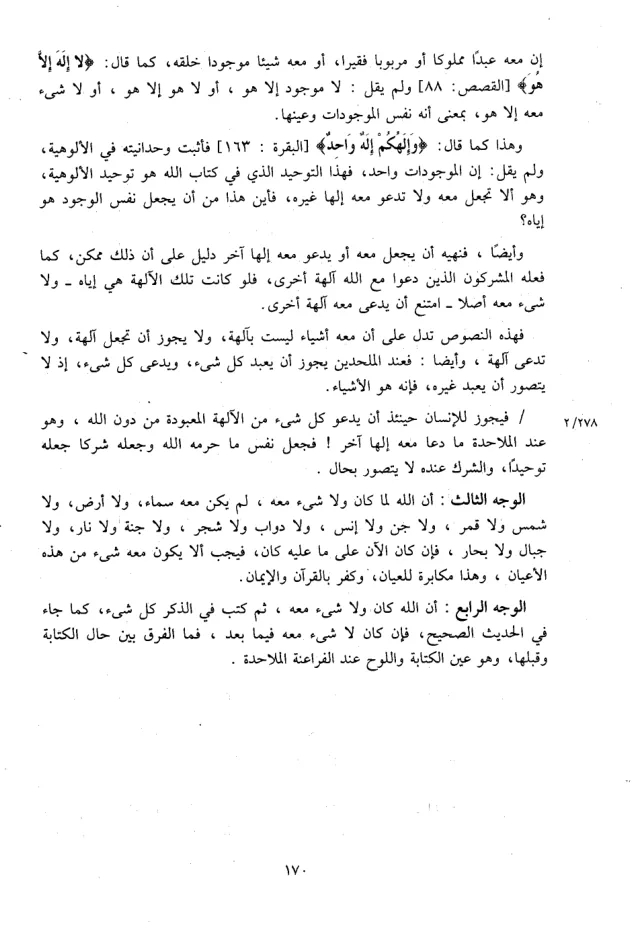 إن معه عبدًا مملوكا أو مربوبا فقيرا، أو معه شيئا موجودا خلقه، كما قال: ﴿لا إِلَهَ إِلاَّ
هُوَ﴾ [القصص: ٨٨] ولم يقل : لا موجود إلا هو ، أو لا هو إلا هو ، أو لا شىء
معه إلا هو، بمعنى أنه نفس الموجودات وعينها.
وهذا كما قال: ﴿وَإِلَهُكُمْ إِلَهٌ وَاحِدٌ﴾ [البقرة : ١٦٣] فأثبت وحدانيته في الألوهية،
ولم يقل: إن الموجودات واحد، فهذا التوحيد الذي في كتاب الله هو توحيد الألوهية،
وهو ألا تجعل معه ولا تدعو معه إلها غيره، فأين هذا من أن يجعل نفس الوجود هو
إياه؟
وأيضًا ، فنهيه أن يجعل معه أو يدعو معه إلها آخر دليل على أن ذلك ممكن، كما
فعله المشركون الذين دعوا مع الله آلهة أخرى، فلو كانت تلك الآلهة هي إياه ـ ولا
شىء معه أصلا ـ امتنع أن يدعى معه آلهة أخرى.
فهذه النصوص تدل على أن معه أشياء ليست بآلهة، ولا يجوز أن تجعل آلهة، ولا
تدعى آلهة ، وأيضا : فعند الملحدين يجوز أن يعبد كل شىء، ويدعى كل شىء، إذ لا
يتصور أن يعبد غيره، فإنه هو الأشياء.
/ فيجوز للإنسان حينئذ أن يدعو كل شىء من الآلهة المعبودة من دون الله ، وهو ٢/٢٧٨
عند الملاحدة ما دعا معه إلها آخر ! فجعل نفس ما حرمه الله وجعله شركا جعله
توحيدًا، والشرك عنده لا يتصور بحال .
الوجه الثالث : أن الله لما كان ولا شىء معه ، لم يكن معه سماء، ولا أرض، ولا
شمس ولا قمر ، ولا جن ولا إنس ، ولا دواب ولا شجر ، ولا جنة ولا نار، ولا
جبال ولا بحار ، فإن كان الآن على ما عليه كان، فيجب ألا يكون معه شىء من هذه
الأعيان ، وهذا مكابرة للعيان، وكفر بالقرآن والإيمان.
الوجه الرابع : أن الله كان ولا شىء معه ، ثم كتب في الذكر كل شىء، كما جاء
في الحديث الصحيح، فإن كان لا شىء معه فيما بعد ، فما الفرق بين حال الكتابة
وقبلها، وهو عين الكتابة واللوح عند الفراعنة الملاحدة .
١٧٠